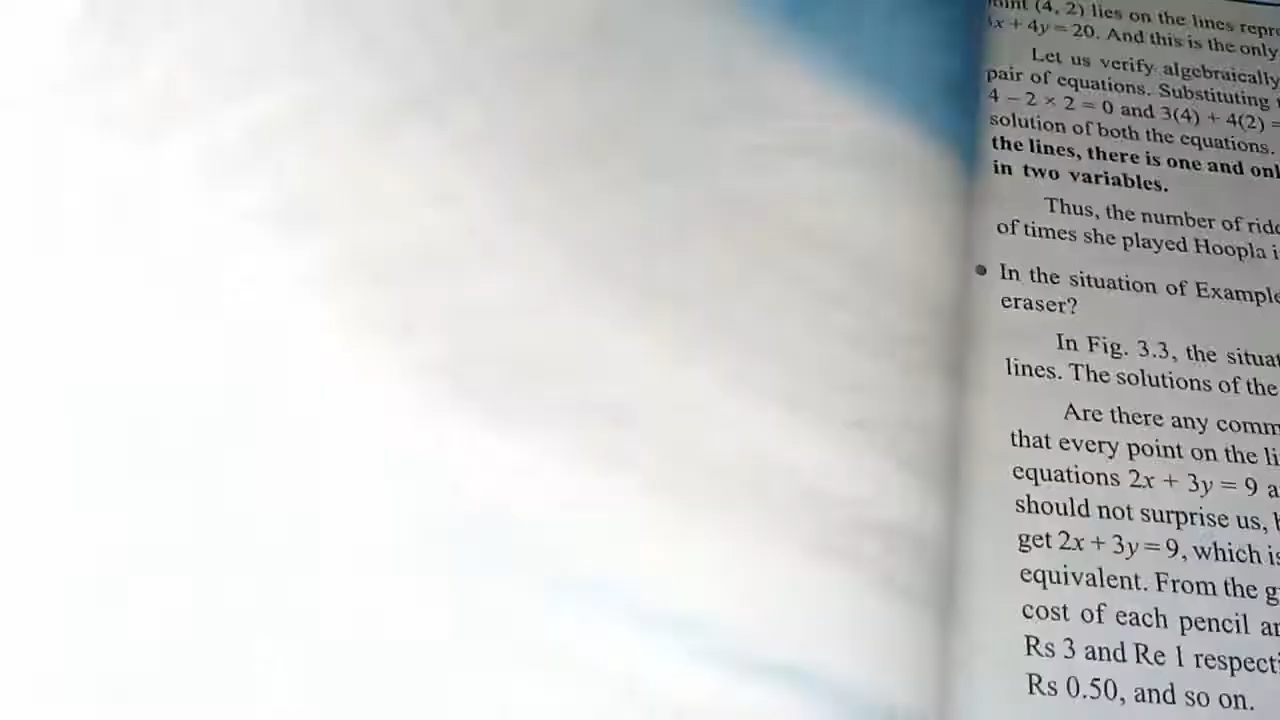 (4, 2) lies on the lines repre
x + 4y = 20. And this is the only
Let us verify algebraically
pair of equations. Substituting
4 – 2 × 2 = 0 and 3(4) + 4(2) =
solution of both the equations.
the lines, there is one and onl
in two variables.
Thus, the number of ride
of times she played Hoopla i
• In the situation of Example
eraser?
In Fig. 3.3, the situat
lines. The solutions of the
Are there any comm
that every point on the li
equations 2x + 3y = 9 a
should not surprise us, b
get 2x + 3y = 9, which is
equivalent. From the g
cost of each pencil an
Rs 3 and Re 1 respecti
Rs 0.50, and so on.